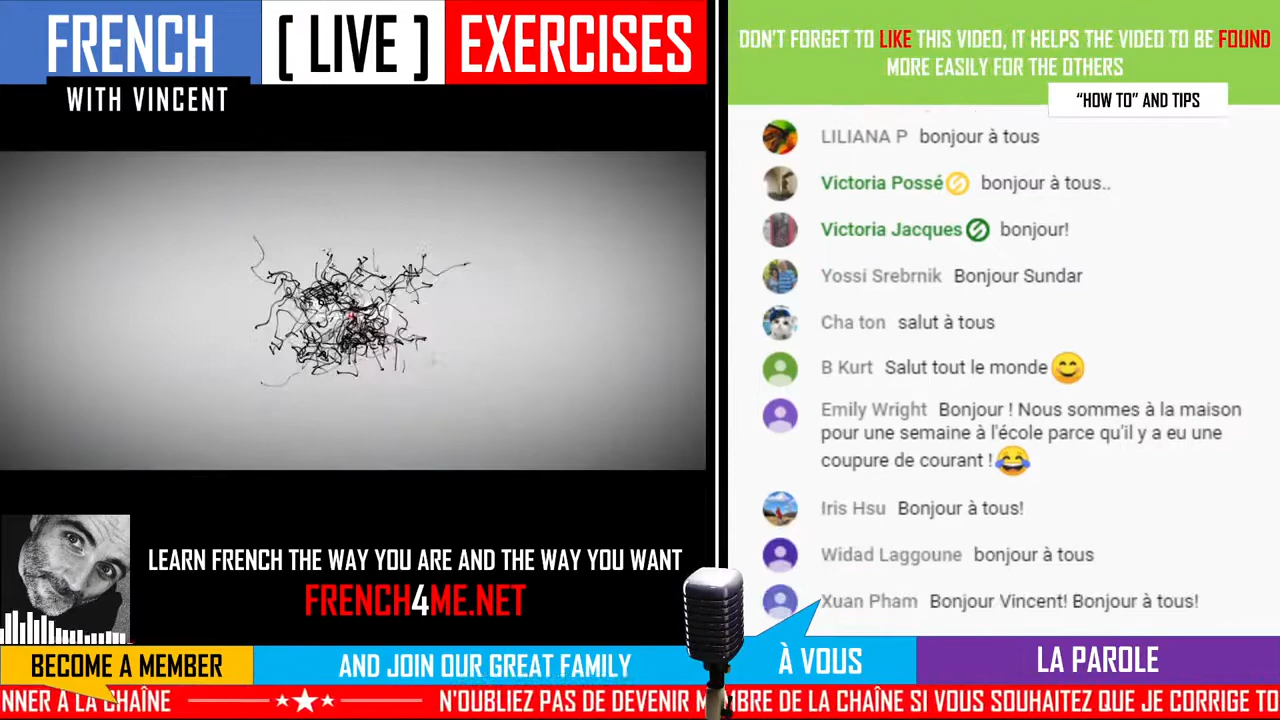 FRENCH [ LIVE ] EXERCISES
WITH VINCENT
DON'T FORGET TO LIKE THIS VIDEO, IT HELPS THE VIDEO TO BE FOUND
MORE EASILY FOR THE OTHERS
“HOW TO” AND TIPS
LILIANA P bonjour à tous
Victoria Possé bonjour à tous..
Victoria Jacques bonjour!
Yossi Srebrnik Bonjour Sundar
Cha ton salut à tous
B Kurt Salut tout le monde 😊
Emily Wright Bonjour ! Nous sommes à la maison
pour une semaine à l'école parce qu'il y a eu une
coupure de courant ! 😂
Iris Hsu Bonjour à tous!
Widad Laggoune bonjour à tous
Xuan Pham Bonjour Vincent! Bonjour à tous!
LEARN FRENCH THE WAY YOU ARE AND THE WAY YOU WANT
FRENCH4ME.NET
BECOME A MEMBER AND JOIN OUR GREAT FAMILY
À VOUS LA PAROLE
NNER À LA CHAÎNE N'OUBLIEZ PAS DE DEVENIR MEMBRE DE LA CHAÎNE SI VOUS SOUHAITEZ QUE JE CORRIGE TO